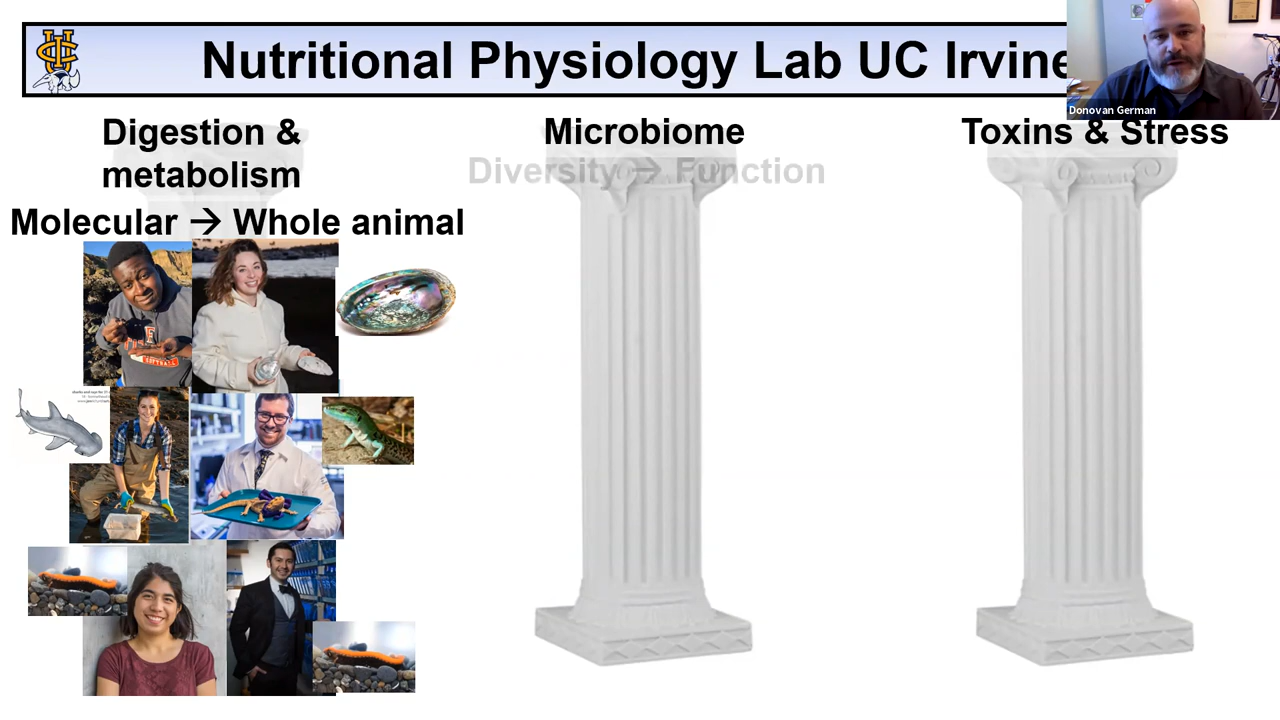 Nutritional Physiology Lab UC Irvine
Donovan German
Digestion &
metabolism
Molecular → Whole animal
Microbiome
Diversity → Function
Toxins & Stress